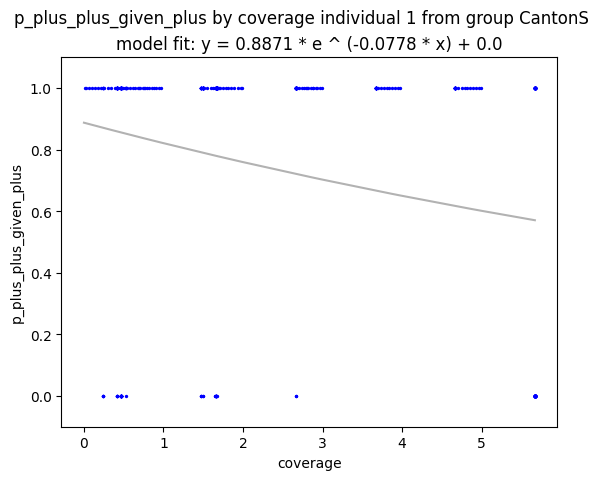 p_plus_plus_given_plus by coverage individual 1 from group CantonS
model fit: y = 0.8871 * e ^ (-0.0778 * x) + 0.0
1.0
0.8
0.6
0.4
0.2
0.0
p_plus_plus_given_plus
0 1 2 3 4 5
coverage